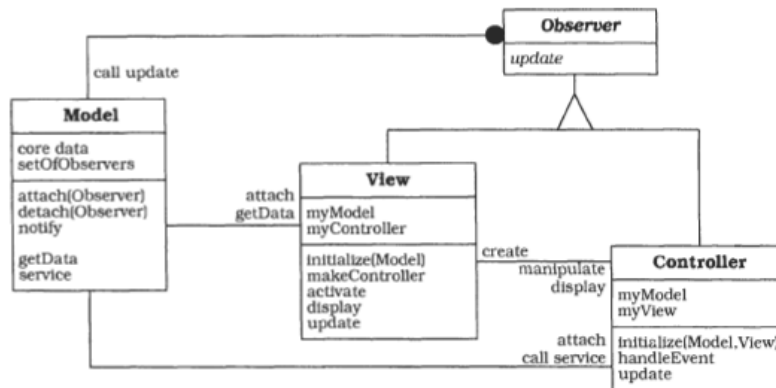 Observer
update
call update
Model
core data
setOfObservers
attach(Observer)
detach(Observer)
notify
getData
service
attach
getData
View
myModel
myController
initialize(Model)
makeController
activate
display
update
create
manipulate
display
attach
call service
Controller
myModel
myView
initialize(Model,View)
handleEvent
update